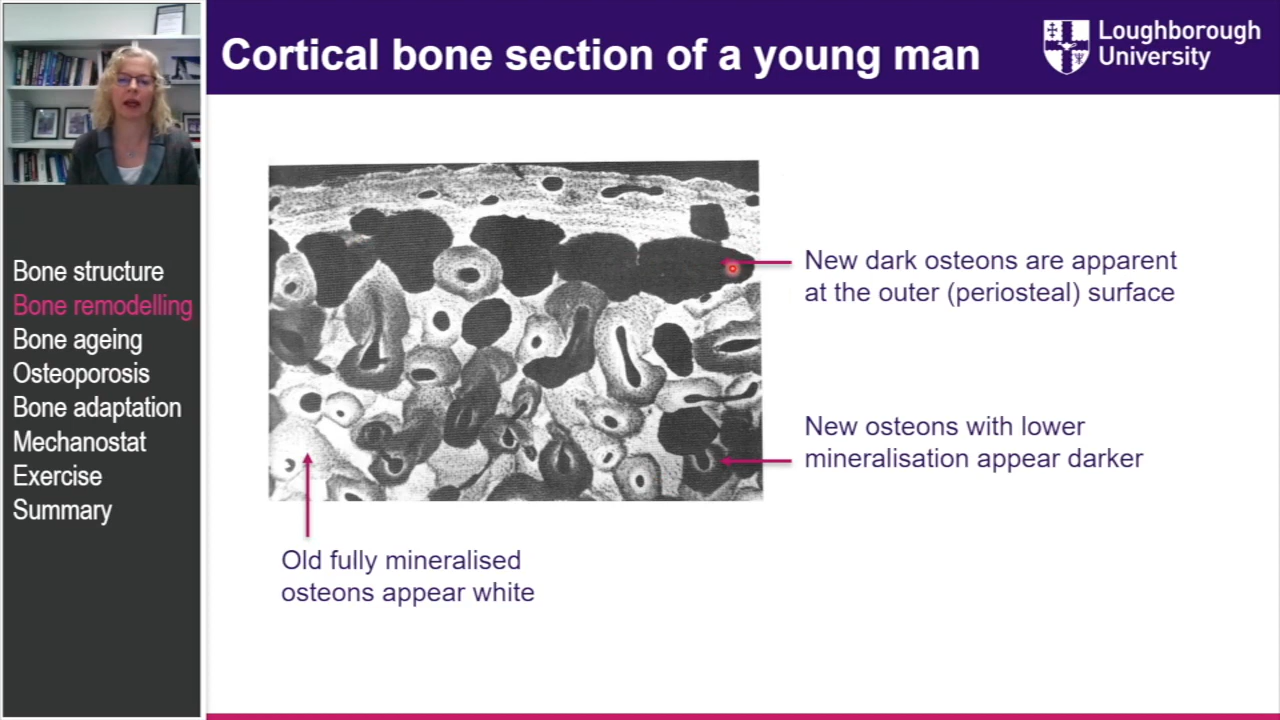 Cortical bone section of a young man
Loughborough
University
Bone structure
Bone remodelling
Bone ageing
Osteoporosis
Bone adaptation
Mechanostat
Exercise
Summary
New dark osteons are apparent
at the outer (periosteal) surface
New osteons with lower
mineralisation appear darker
Old fully mineralised
osteons appear white